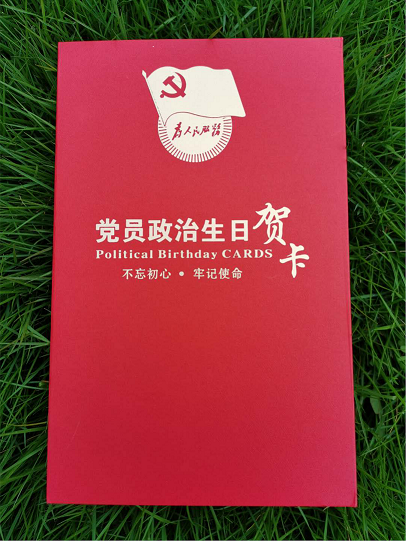 为人民服务
党员政治生日贺卡
Political Birthday CARDS
不忘初心 • 牢记使命